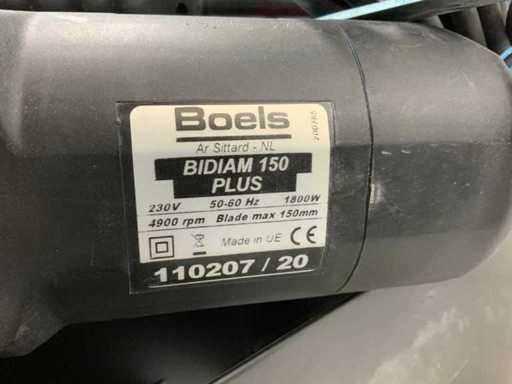 Boels
Ar Sittard - NL
BIDIAM 150
PLUS
230V 50-60 Hz 1800W
4900 rpm Blade max 150mm
Made in UE CE
110207 / 20